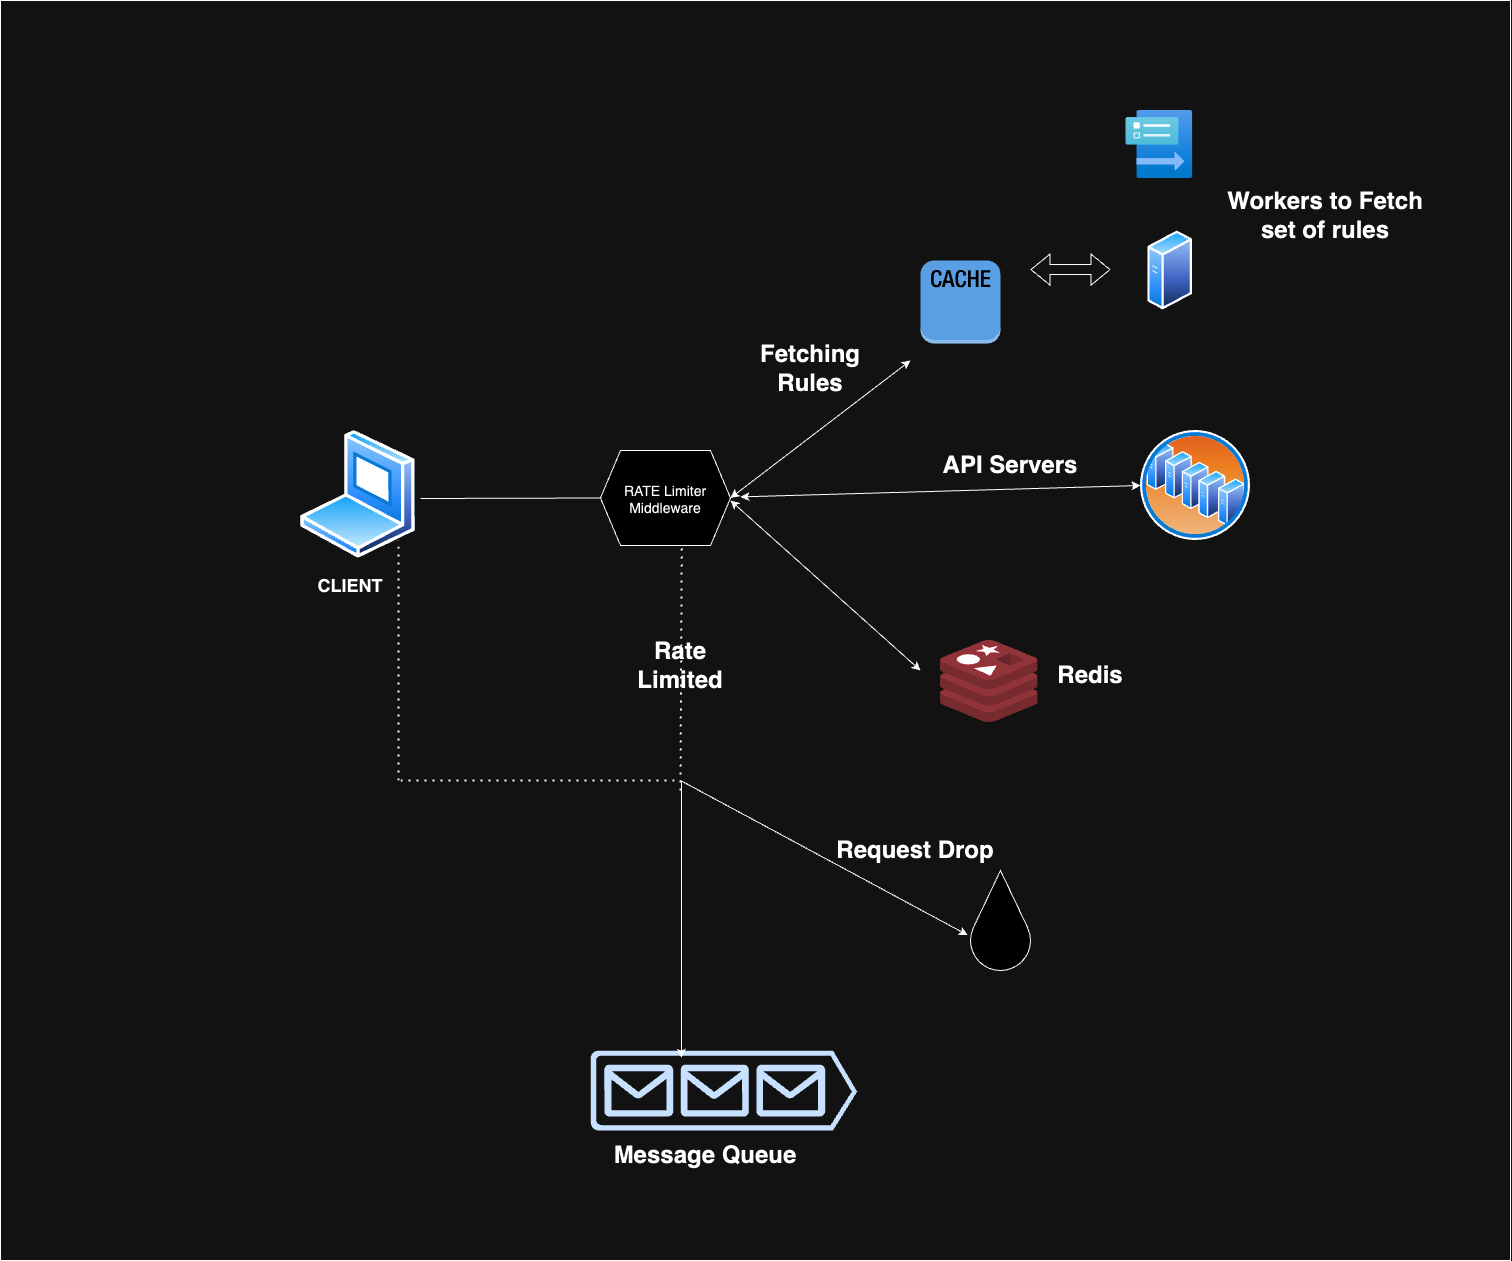 Workers to Fetch
set of rules
CACHE
Fetching
Rules
API Servers
RATE Limiter
Middleware
CLIENT
Rate
Limited
Redis
Request Drop
Message Queue